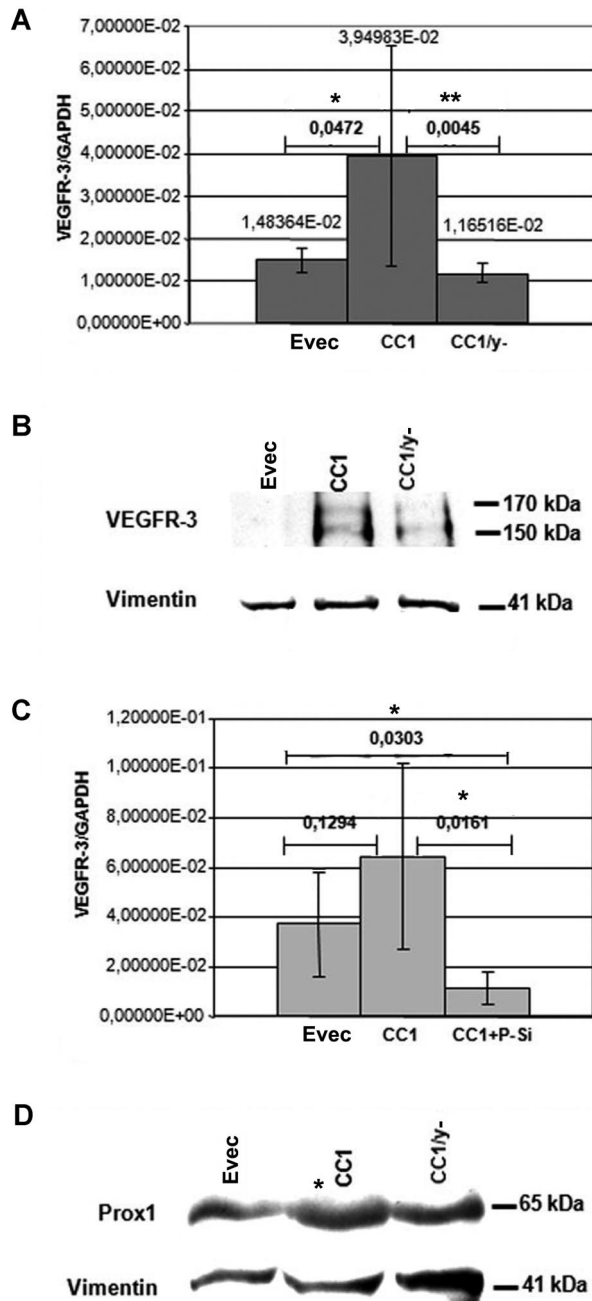 A
7,00000E-02
6,00000E-02
5,00000E-02
4,00000E-02
3,00000E-02
2,00000E-02
1,00000E-02
0,00000E+00
VEGFR-3/GAPDH
3,94983E-02
* **
0,0472 0,0045
1,48364E-02 1,16516E-02
Evec CC1 CC1/y-
B
Evec CC1 CC1/y-
VEGFR-3
170 kDa
150 kDa
Vimentin 41 kDa
C
1,20000E-01
1,00000E-01
8,00000E-02
6,00000E-02
4,00000E-02
2,00000E-02
0,00000E+00
VEGFR-3/GAPDH
*
0,0303
*
0,1294 0,0161
Evec CC1 CC1+P-Si
D
Evec CC1 CC1/y-
*
Prox1 65 kDa
Vimentin 41 kDa